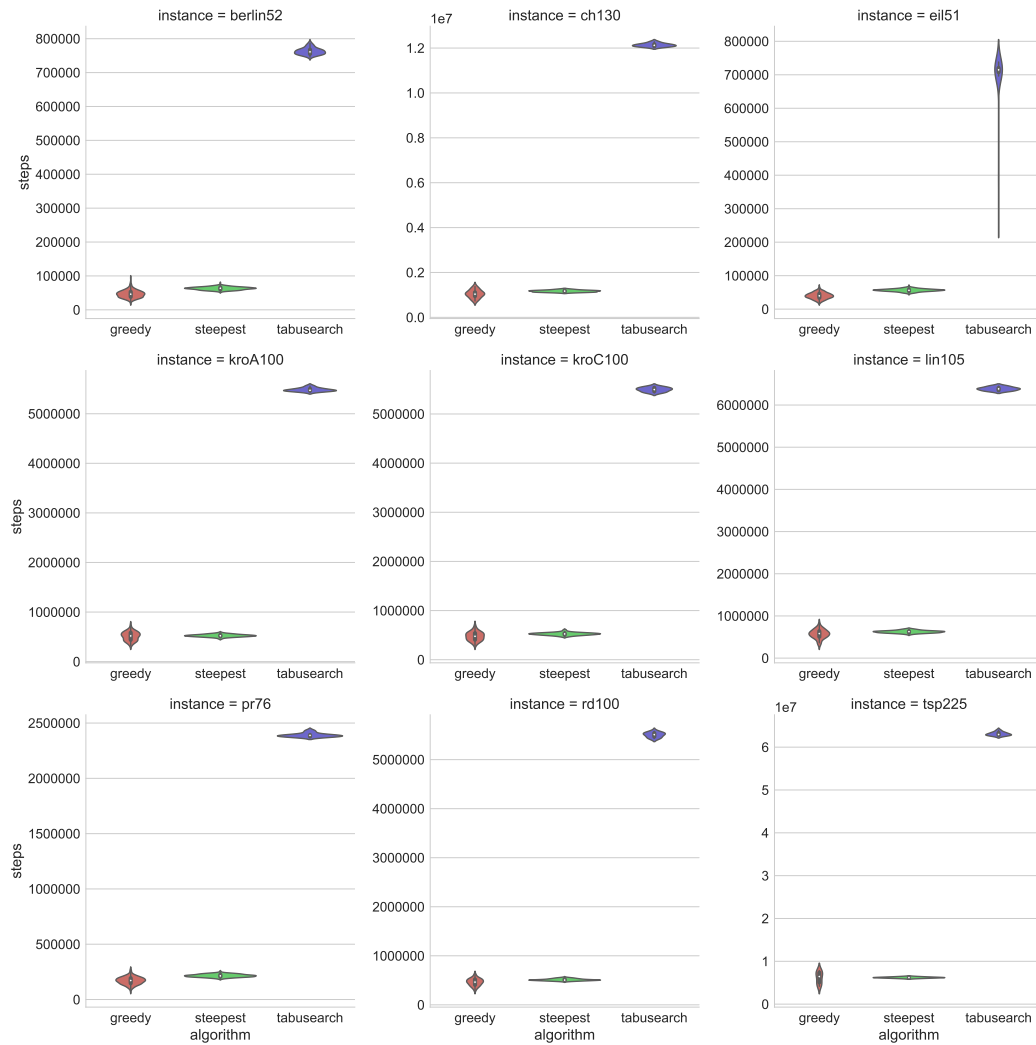 instance = berlin52
800000
700000
600000
500000
400000
300000
200000
100000
0
steps
greedy steepest tabusearch
instance = ch130
1e7
1.2
1.0
0.8
0.6
0.4
0.2
0.0
greedy steepest tabusearch
instance = eil51
800000
700000
600000
500000
400000
300000
200000
100000
0
greedy steepest tabusearch
instance = kroA100
5000000
4000000
3000000
2000000
1000000
0
steps
greedy steepest tabusearch
instance = kroC100
5000000
4000000
3000000
2000000
1000000
0
greedy steepest tabusearch
instance = lin105
6000000
5000000
4000000
3000000
2000000
1000000
0
greedy steepest tabusearch
instance = pr76
2500000
2000000
1500000
1000000
500000
0
steps
greedy steepest tabusearch
algorithm
instance = rd100
5000000
4000000
3000000
2000000
1000000
0
greedy steepest tabusearch
algorithm
instance = tsp225
1e7
6
5
4
3
2
1
0
greedy steepest tabusearch
algorithm